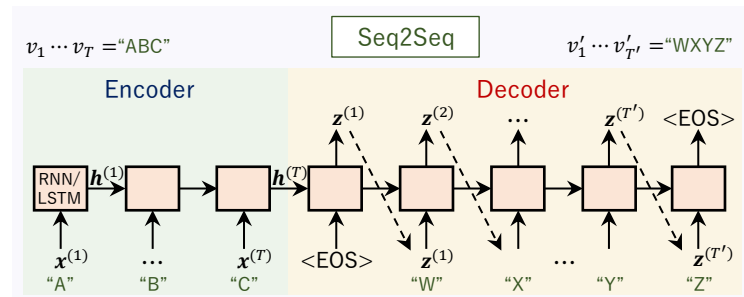 Seq2Seq
v₁ ⋯ v_T = "ABC"
v′₁ ⋯ v′_T′ = "WXYZ"
Encoder
Decoder
z⁽¹⁾ z⁽²⁾ ... z⁽ᵀ′⁾ <EOS>
RNN/
LSTM
h⁽¹⁾ h⁽ᵀ⁾
x⁽¹⁾ ... x⁽ᵀ⁾ <EOS> z⁽¹⁾ ... z⁽ᵀ′⁾
"A" "B" "C" "W" "X" "Y" "Z"